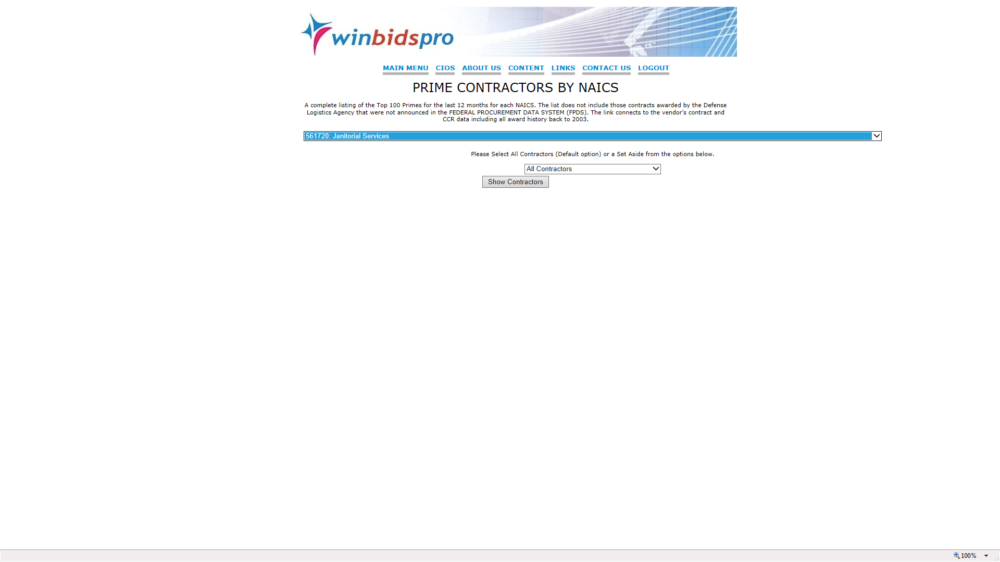 winbidspro
MAIN MENU CIOS ABOUT US CONTENT LINKS CONTACT US LOGOUT
PRIME CONTRACTORS BY NAICS
A complete listing of the Top 100 Primes for the last 12 months for each NAICS. The list does not include those contracts awarded by the Defense
Logistics Agency that were not announced in the FEDERAL PROCUREMENT DATA SYSTEM (FPDS). The link connects to the vendor’s contract and
CCR data including all award history back to 2003.
561720: Janitorial Services
Please Select All Contractors (Default option) or a Set Aside from the options below.
All Contractors
Show Contractors
100%